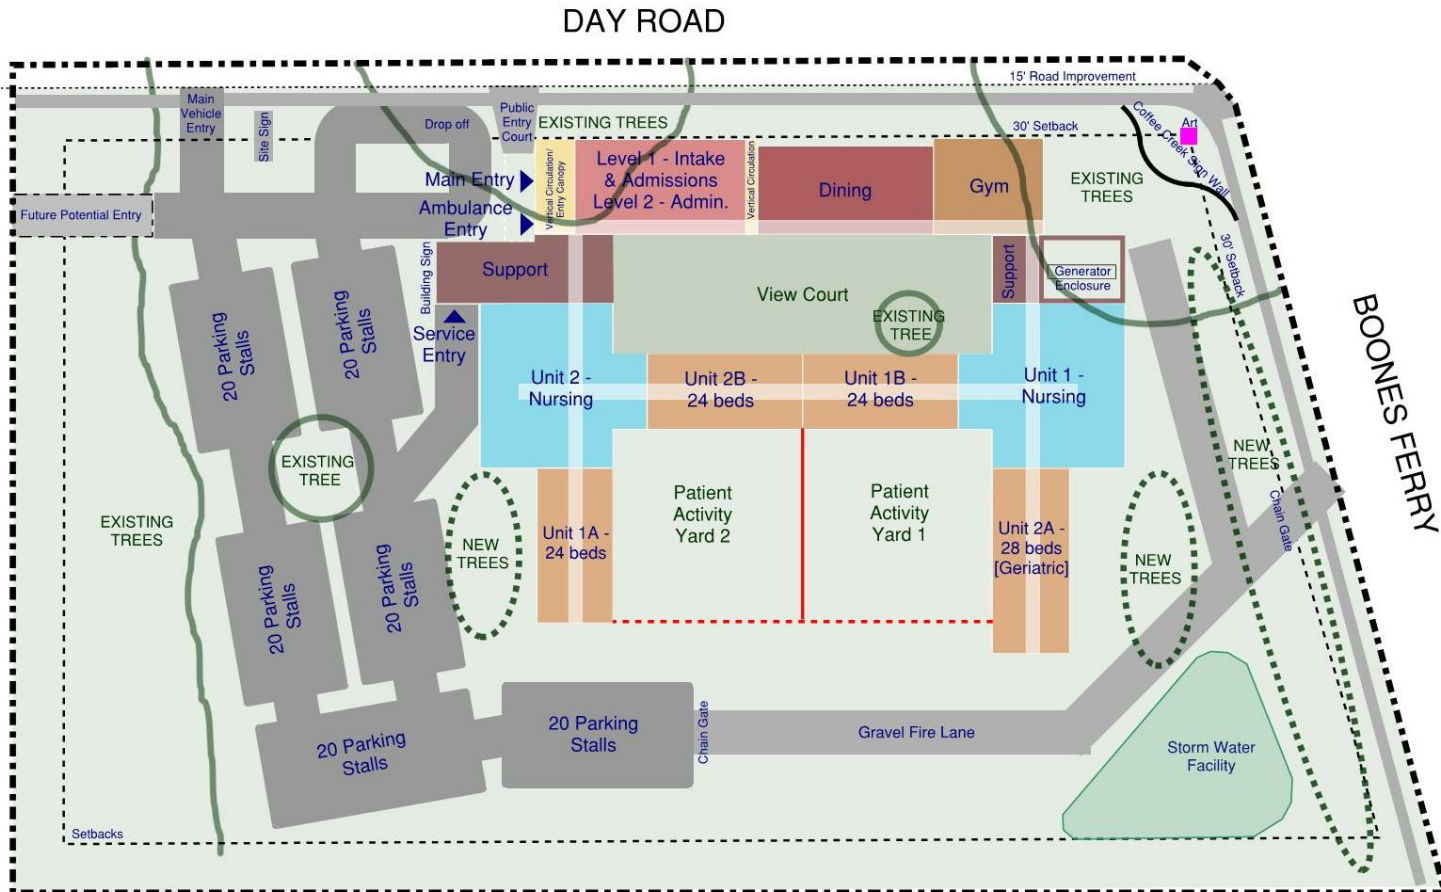 DAY ROAD
15' Road Improvement
Main
Vehicle
Entry
Site Sign
Drop off
Public
Entry
Court
EXISTING TREES
30' Setback
Art
Coffee Creek Sign Wall
Main Entry
Ambulance
Entry
Vertical Circulation/
Entry Canopy
Level 1 - Intake
& Admissions
Level 2 - Admin.
Vertical Circulation
Dining
Gym
EXISTING
TREES
Future Potential Entry
Building Sign
Support
View Court
EXISTING
TREE
Support
Generator
Enclosure
30' Setback
BOONES FERRY
20 Parking
Stalls
20 Parking
Stalls
Service
Entry
Unit 2 -
Nursing
Unit 2B -
24 beds
Unit 1B -
24 beds
Unit 1 -
Nursing
EXISTING
TREE
NEW
TREES
Chain Gate
EXISTING
TREES
20 Parking
Stalls
20 Parking
Stalls
NEW
TREES
Unit 1A -
24 beds
Patient
Activity
Yard 2
Patient
Activity
Yard 1
Unit 2A -
28 beds
[Geriatric]
NEW
TREES
20 Parking
Stalls
20 Parking
Stalls
Chain Gate
Gravel Fire Lane
Storm Water
Facility
Setbacks